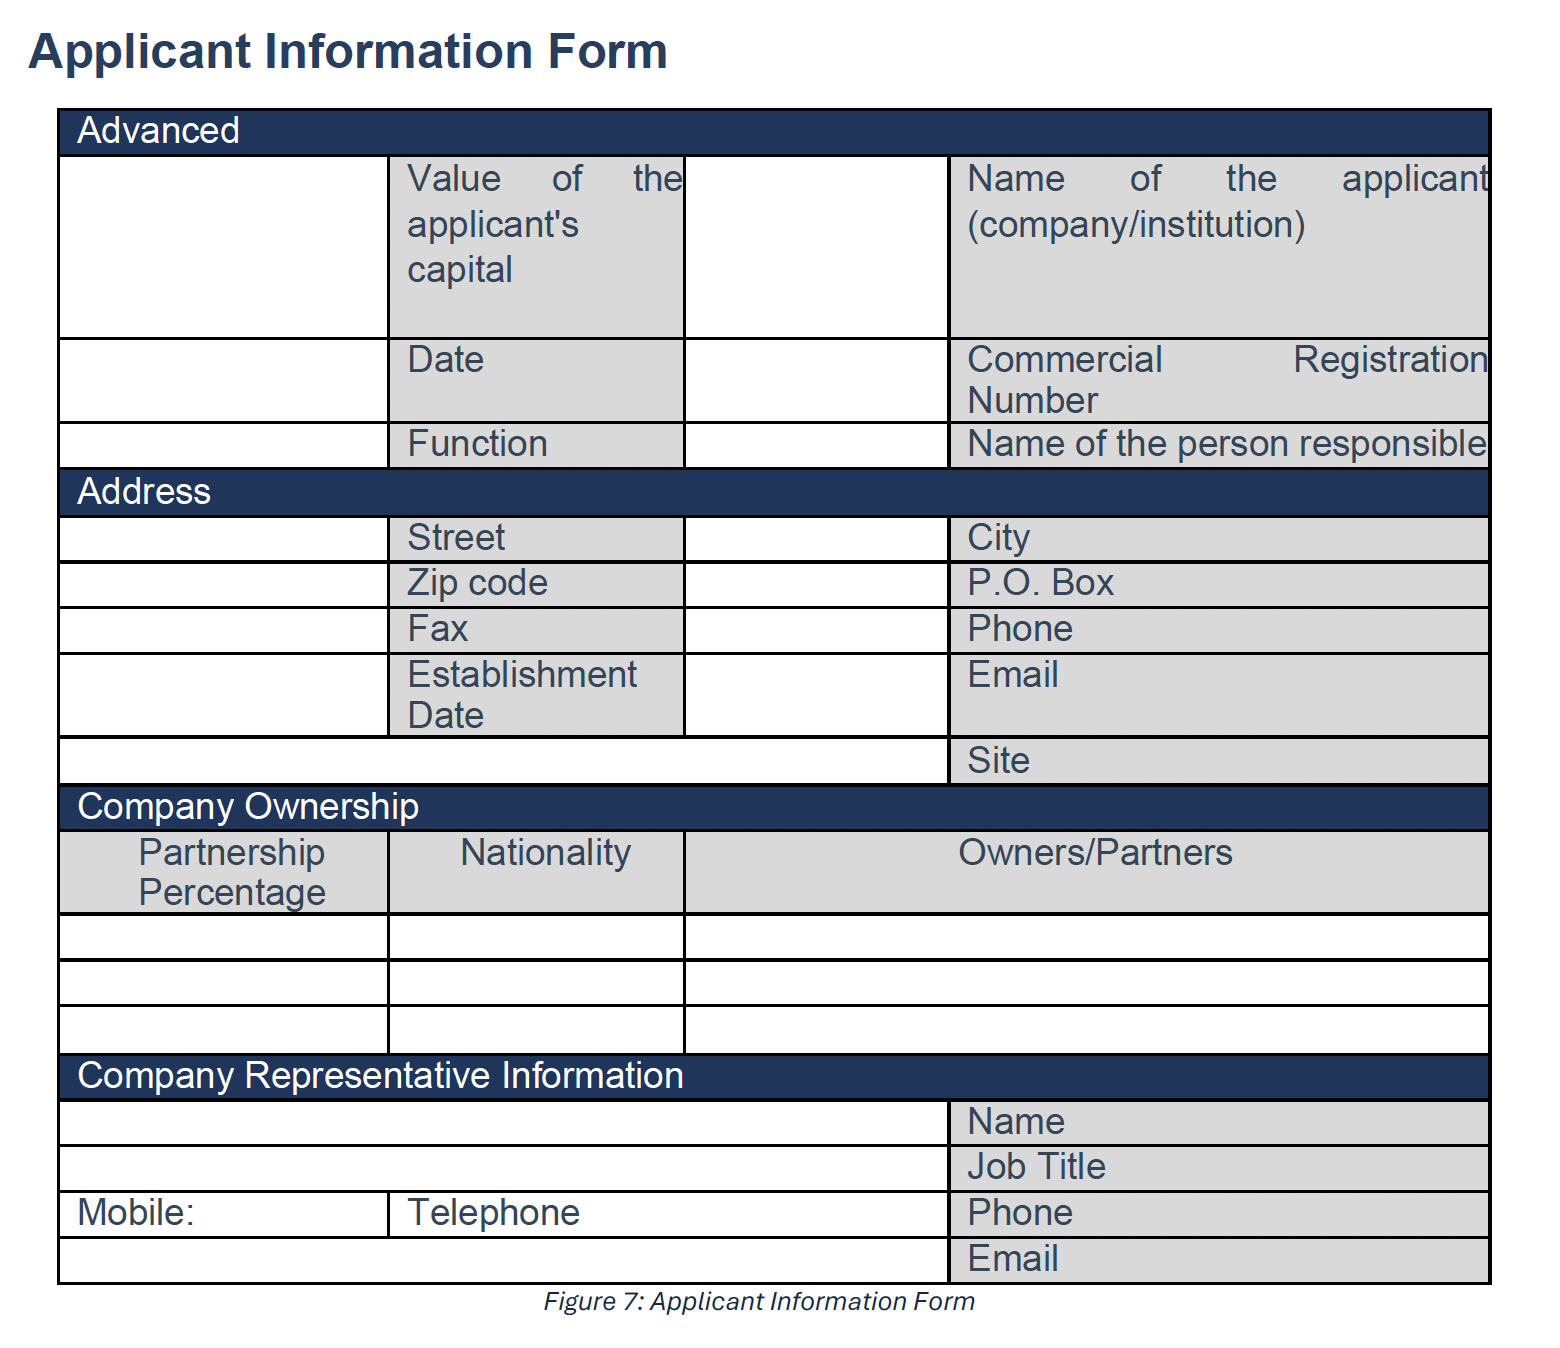 Applicant Information Form
Advanced
Value of the
applicant's
capital
Name of the applicant
(company/institution)
Date
Commercial Registration
Number
Function
Name of the person responsible
Address
Street
City
Zip code
P.O. Box
Fax
Phone
Establishment
Date
Email
Site
Company Ownership
Partnership
Percentage
Nationality
Owners/Partners
Company Representative Information
Name
Job Title
Mobile:
Telephone
Phone
Email
Figure 7: Applicant Information Form